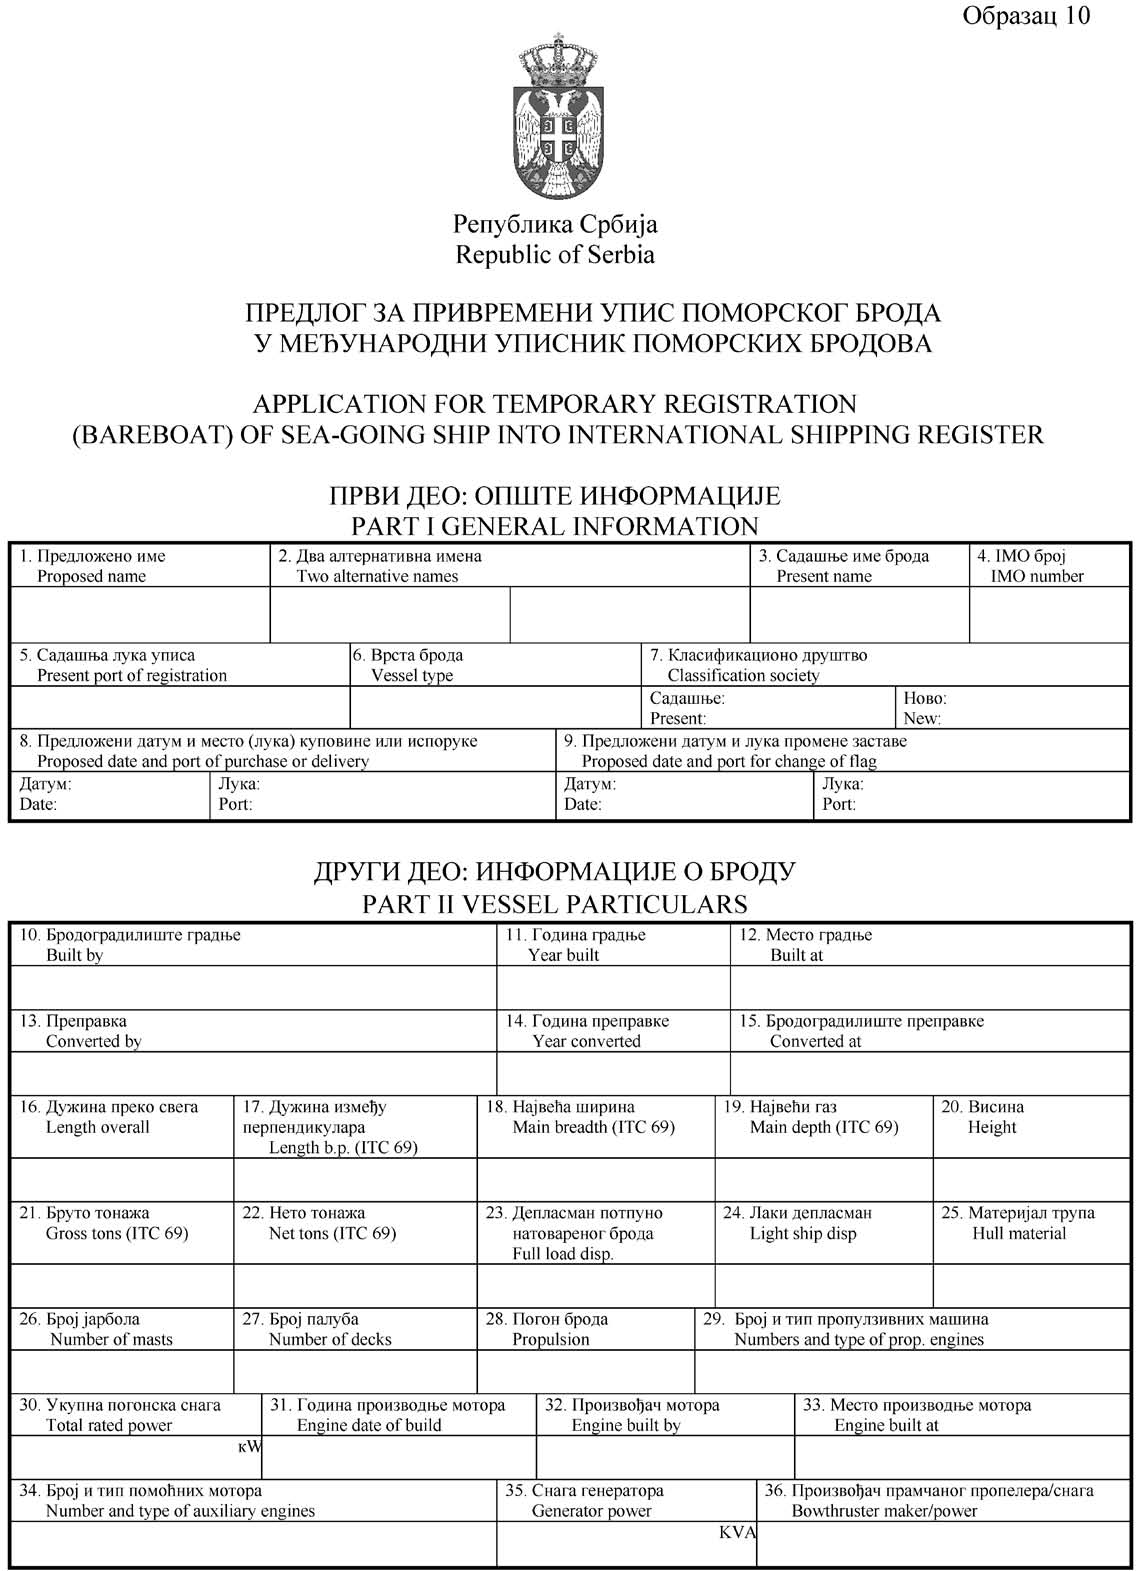 Образац 10
Република Србија
Republic of Serbia
ПРЕДЛОГ ЗА ПРИВРЕМЕНИ УПИС ПОМОРСКОГ БРОДА
У МЕЂУНАРОДНИ УПИСНИК ПОМОРСКИХ БРОДОВА
APPLICATION FOR TEMPORARY REGISTRATION
(BAREBOAT) OF SEA-GOING SHIP INTO INTERNATIONAL SHIPPING REGISTER
ПРВИ ДЕО: ОПШТЕ ИНФОРМАЦИЈЕ
PART I GENERAL INFORMATION
1. Предложено име
Proposed name
2. Два алтернативна имена
Two alternative names
3. Садашње име брода
Present name
4. IMO број
IMO number
5. Садашња лука уписа
Present port of registration
6. Врста брода
Vessel type
7. Класификационо друштво
Classification society
Садашње:
Present:
Ново:
New:
8. Предложени датум и место (лука) куповине или испоруке
Proposed date and port of purchase or delivery
9. Предложени датум и лука промене заставе
Proposed date and port for change of flag
Датум:
Date:
Лука:
Port:
Датум:
Date:
Лука:
Port:
ДРУГИ ДЕО: ИНФОРМАЦИЈЕ О БРОДУ
PART II VESSEL PARTICULARS
10. Бродоградилиште градње
Built by
11. Година градње
Year built
12. Место градње
Built at
13. Преправка
Converted by
14. Година преправке
Year converted
15. Бродоградилиште преправке
Converted at
16. Дужина преко свега
Length overall
17. Дужина између
перпендикулара
Length b.p. (ITC 69)
18. Највећа ширина
Main breadth (ITC 69)
19. Највећи газ
Main depth (ITC 69)
20. Висина
Height
21. Бруто тонажа
Gross tons (ITC 69)
22. Нето тонажа
Net tons (ITC 69)
23. Депласман потпуно
натовареног брода
Full load disp.
24. Лаки депласман
Light ship disp
25. Материјал трупа
Hull material
26. Број јарбола
Number of masts
27. Број палуба
Number of decks
28. Погон брода
Propulsion
29. Број и тип пропулзивних машина
Numbers and type of prop. engines
30. Укупна погонска снага
Total rated power
31. Година производње мотора
Engine date of build
32. Произвођач мотора
Engine built by
33. Место производње мотора
Engine built at
кW
34. Број и тип помоћних мотора
Number and type of auxiliary engines
35. Снага генератора
Generator power
36. Произвођач прамчаног пропелера/снага
Bowthruster maker/power
KVA